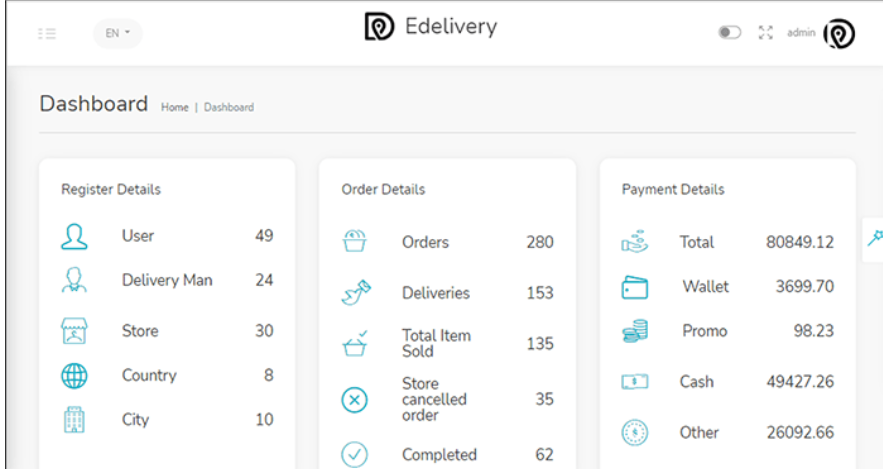 EN
Edelivery
admin
Dashboard Home | Dashboard
Register Details
User 49
Delivery Man 24
Store 30
Country 8
City 10
Order Details
Orders 280
Deliveries 153
Total Item
Sold 135
Store
cancelled 35
order
Completed 62
Payment Details
Total 80849.12
Wallet 3699.70
Promo 98.23
Cash 49427.26
Other 26092.66